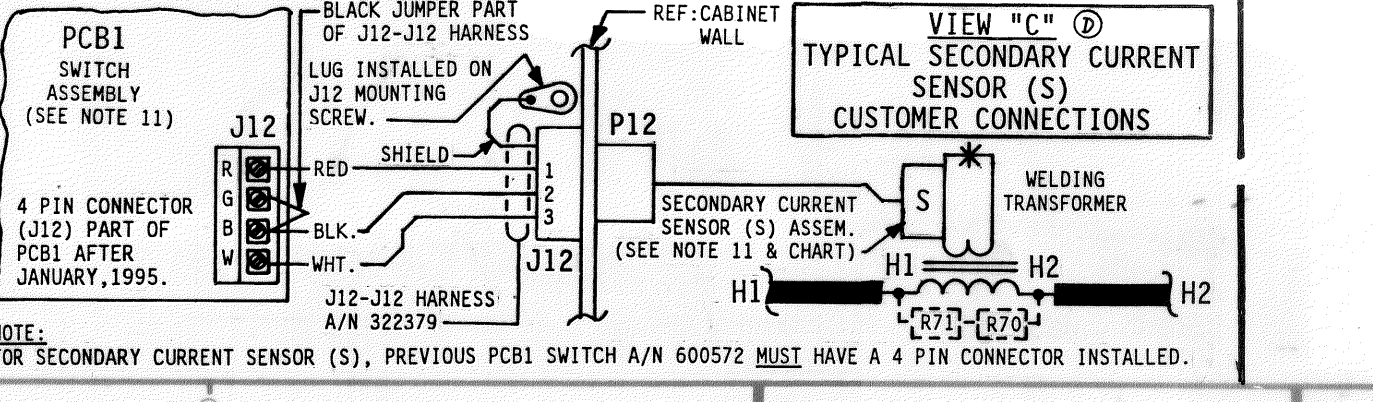 PCB1
SWITCH
ASSEMBLY
(SEE NOTE 11)
J12
R
G
B
W
4 PIN CONNECTOR
(J12) PART OF
PCB1 AFTER
JANUARY,1995.
BLACK JUMPER PART
OF J12-J12 HARNESS
LUG INSTALLED ON
J12 MOUNTING
SCREW.
SHIELD
RED
BLK.
WHT.
1
2
3
J12
J12-J12 HARNESS
A/N 322379
REF:CABINET
WALL
P12
VIEW "C" D
TYPICAL SECONDARY CURRENT
SENSOR (S)
CUSTOMER CONNECTIONS
S
WELDING
TRANSFORMER
SECONDARY CURRENT
SENSOR (S) ASSEM.
(SEE NOTE 11 & CHART)
H1 H2
H1 H2
R71 R70
OTE:
OR SECONDARY CURRENT SENSOR (S), PREVIOUS PCB1 SWITCH A/N 600572 MUST HAVE A 4 PIN CONNECTOR INSTALLED.